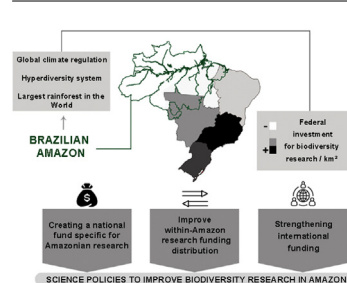 Global climate regulation
Hyperdiversity system
Largest rainforest in the
World
BRAZILIAN
AMAZON
- Federal
investment
+ for biodiversity
research / km²
$
Creating a national
fund specific for
Amazonian research
Improve
within-Amazon
research funding
distribution
Strengthening
international
funding
SCIENCE POLICIES TO IMPROVE BIODIVERSITY RESEARCH IN AMAZON